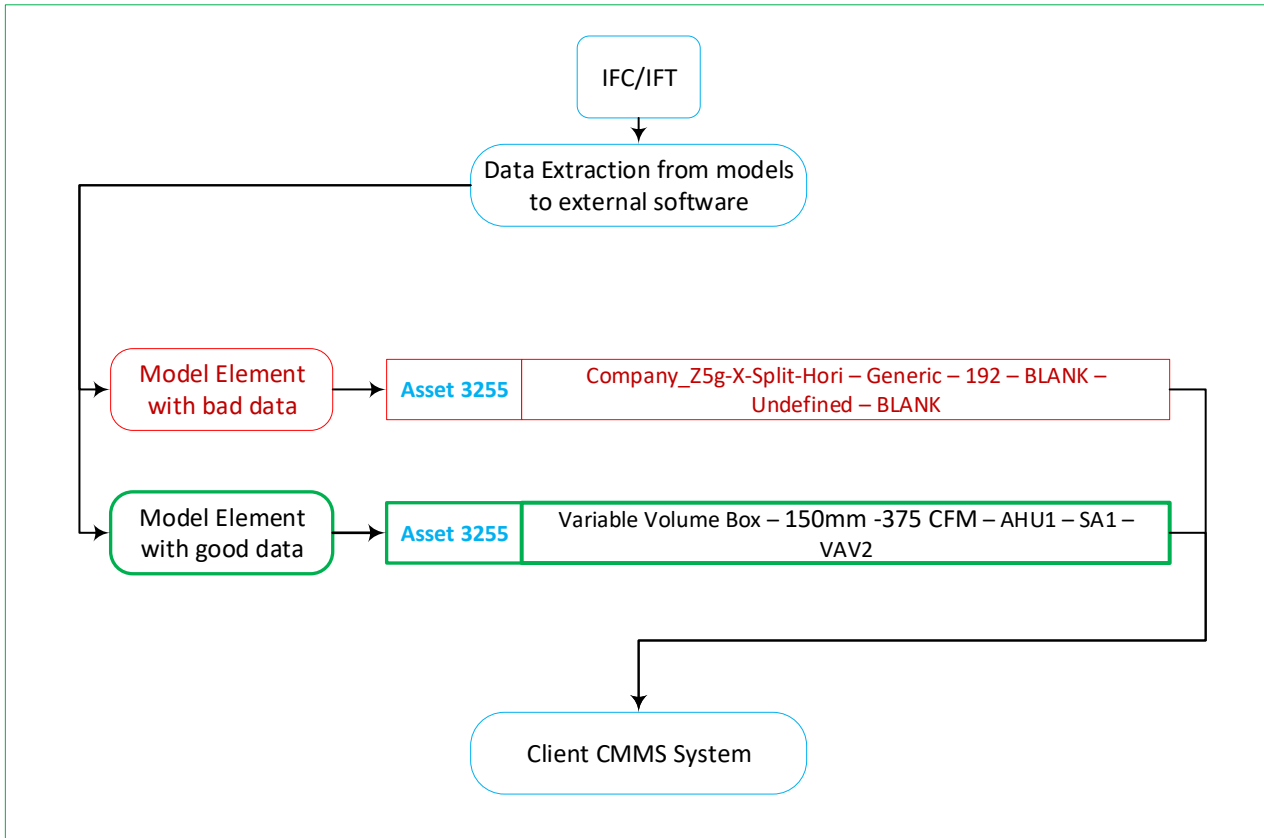 IFC/IFT
Data Extraction from models
to external software
Model Element
with bad data
Asset 3255
Company_Z5g-X-Split-Hori – Generic – 192 – BLANK –
Undefined – BLANK
Model Element
with good data
Asset 3255
Variable Volume Box – 150mm -375 CFM – AHU1 – SA1 –
VAV2
Client CMMS System